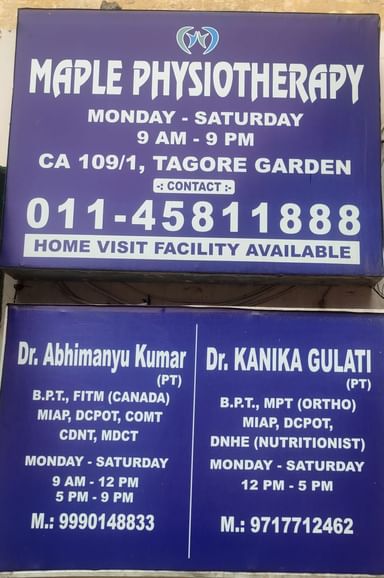 MAPLE PHYSIOTHERAPY
MONDAY - SATURDAY
9 AM - 9 PM
CA 109/1, TAGORE GARDEN
-: CONTACT :-
011-45811888
HOME VISIT FACILITY AVAILABLE
Dr. Abhimanyu Kumar
(PT)
B.P.T., FITM (CANADA)
MIAP, DCPOT, COMT
CDNT, MDCT
MONDAY - SATURDAY
9 AM - 12 PM
5 PM - 9 PM
M.: 9990148833
Dr. KANIKA GULATI
(PT)
B.P.T., MPT (ORTHO)
MIAP, DCPOT,
DNHE (NUTRITIONIST)
MONDAY - SATURDAY
12 PM - 5 PM
M.: 9717712462